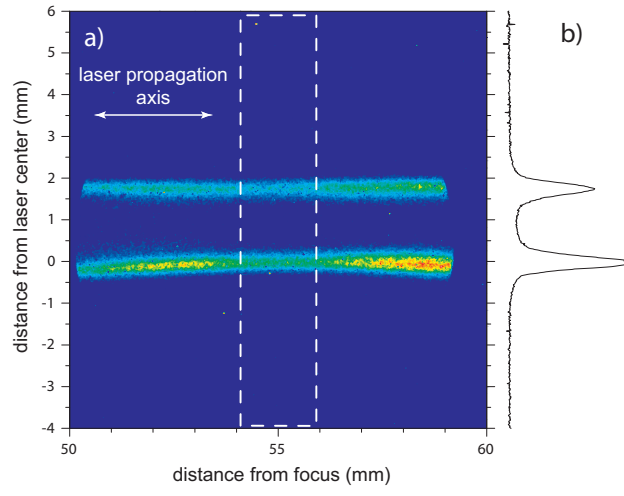 a)
b)
laser propagation
axis
distance from laser center (mm)
6
5
4
3
2
1
0
-1
-2
-3
-4
50
55
60
distance from focus (mm)